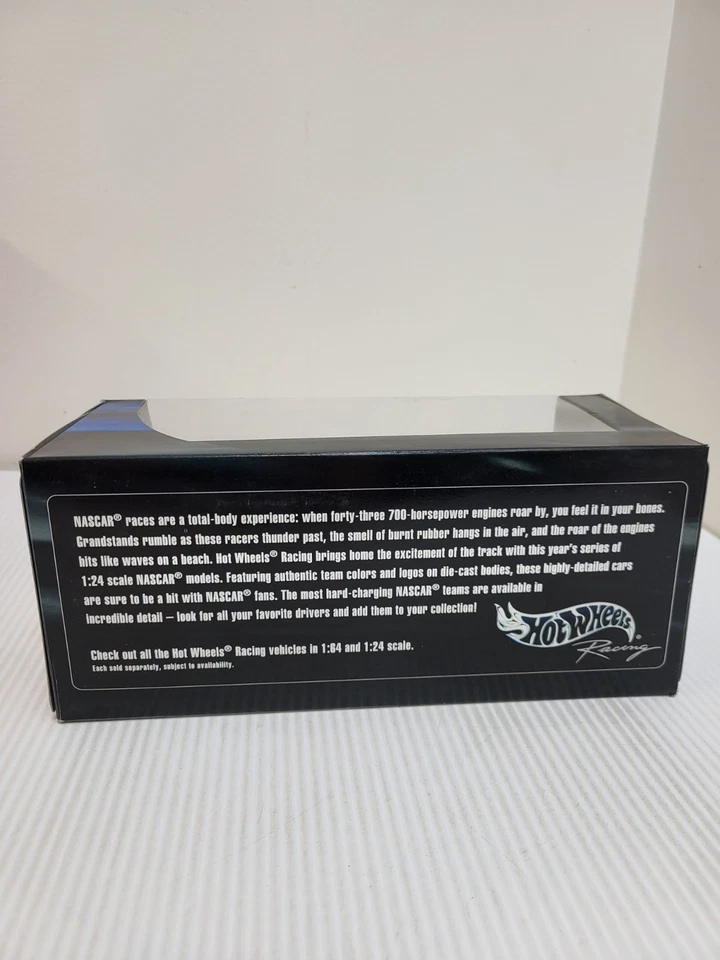 NASCAR® races are a total-body experience: when forty-three 700-horsepower engines roar by, you feel it in your bones.
Grandstands rumble as these racers thunder past, the smell of burnt rubber hangs in the air, and the roar of the engines
hits like waves on a beach. Hot Wheels® Racing brings home the excitement of the track with this year's series of
1:24 scale NASCAR® models. Featuring authentic team colors and logos on die-cast bodies, these highly-detailed cars
are sure to be a hit with NASCAR® fans. The most hard-charging NASCAR® teams are available in
incredible detail – look for all your favorite drivers and add them to your collection!
Check out all the Hot Wheels® Racing vehicles in 1:64 and 1:24 scale.
Each sold separately, subject to availability.
Hot Wheels®
Racing